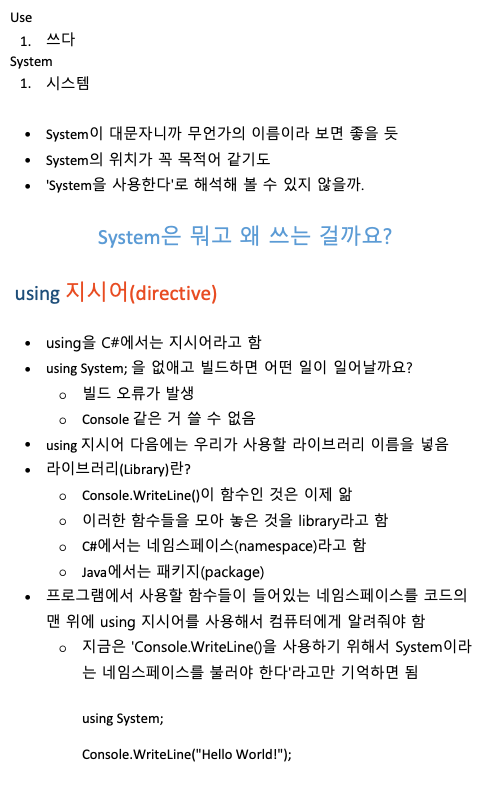 Use
1. 쓰다
System
1. 시스템
• System이 대문자니까 무언가의 이름이라 보면 좋을 듯
• System의 위치가 꼭 목적어 같기도
• 'System을 사용한다'로 해석해 볼 수 있지 않을까.
System은 뭐고 왜 쓰는 걸까요?
using 지시어(directive)
• using을 C#에서는 지시어라고 함
• using System; 을 없애고 빌드하면 어떤 일이 일어날까요?
○ 빌드 오류가 발생
○ Console 같은 거 쓸 수 없음
• using 지시어 다음에는 우리가 사용할 라이브러리 이름을 넣음
• 라이브러리(Library)란?
○ Console.WriteLine()이 함수인 것은 이제 앎
○ 이러한 함수들을 모아 놓은 것을 library라고 함
○ C#에서는 네임스페이스(namespace)라고 함
○ Java에서는 패키지(package)
• 프로그램에서 사용할 함수들이 들어있는 네임스페이스를 코드의
맨 위에 using 지시어를 사용해서 컴퓨터에게 알려줘야 함
○ 지금은 'Console.WriteLine()을 사용하기 위해서 System이라
는 네임스페이스를 불러야 한다'라고만 기억하면 됨
using System;
Console.WriteLine("Hello World!");